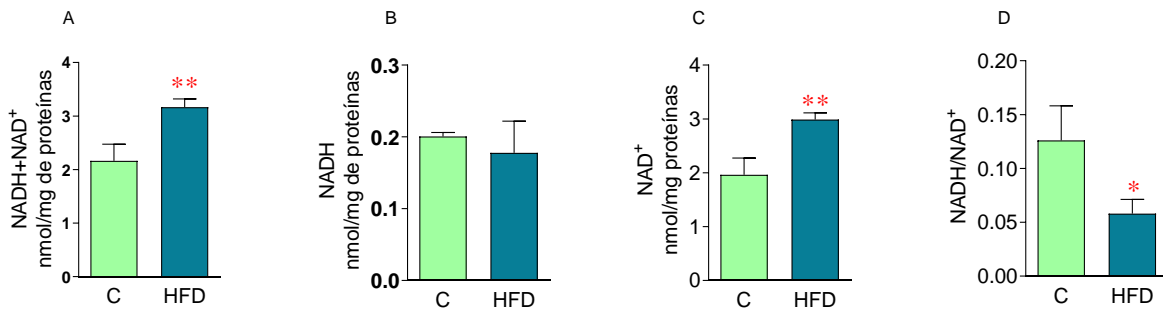 A
NADH+NAD+
nmol/mg de proteínas
4
3
2
1
0
**
C
HFD
B
NADH
nmol/mg de proteínas
0.3
0.2
0.1
0.0
C
HFD
C
NAD+
nmol/mg proteínas
4
3
2
1
0
**
C
HFD
D
NADH/NAD+
0.20
0.15
0.10
0.05
0.00
*
C
HFD